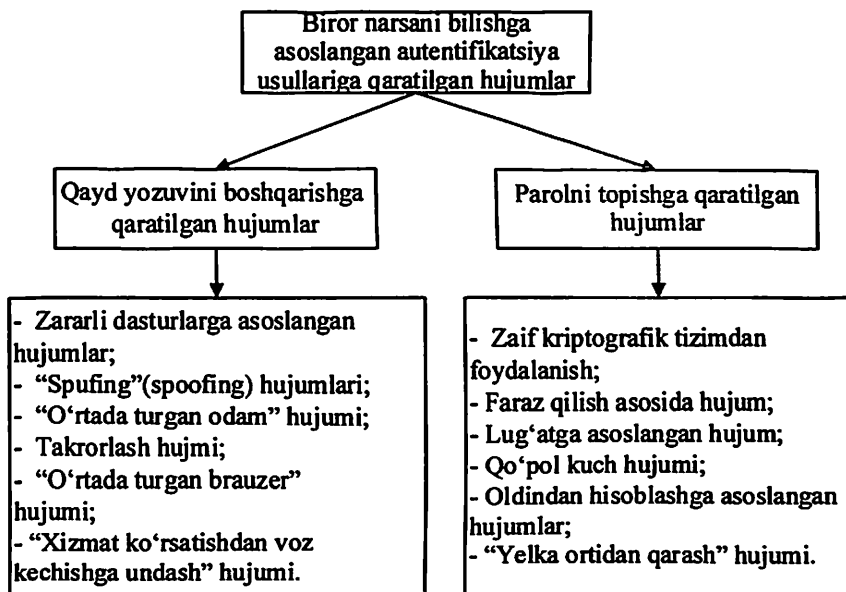 Biror narsani bilishga
asoslangan autentifikatsiya
usullariga qaratilgan hujumlar
Qayd yozuvini boshqarishga
qaratilgan hujumlar
Parolni topishga qaratilgan
hujumlar
- Zararli dasturlarga asoslangan
hujumlar;
- “Spufing”(spoofing) hujumlari;
- “O‘rtada turgan odam” hujumi;
- Takrorlash hujmi;
- “O‘rtada turgan brauzer”
hujumi;
- “Xizmat ko‘rsatishdan voz
kechishga undash” hujumi.
- Zaif kriptografik tizimdan
foydalanish;
- Faraz qilish asosida hujum;
- Lug‘atga asoslangan hujum;
- Qo‘pol kuch hujumi;
- Oldindan hisoblashga asoslangan
hujumlar;
- “Yelka ortidan qarash” hujumi.